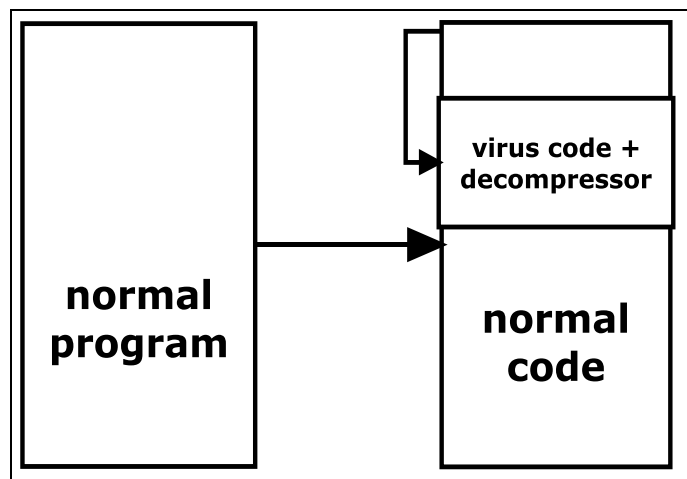 normal
program
virus code +
decompressor
normal
code